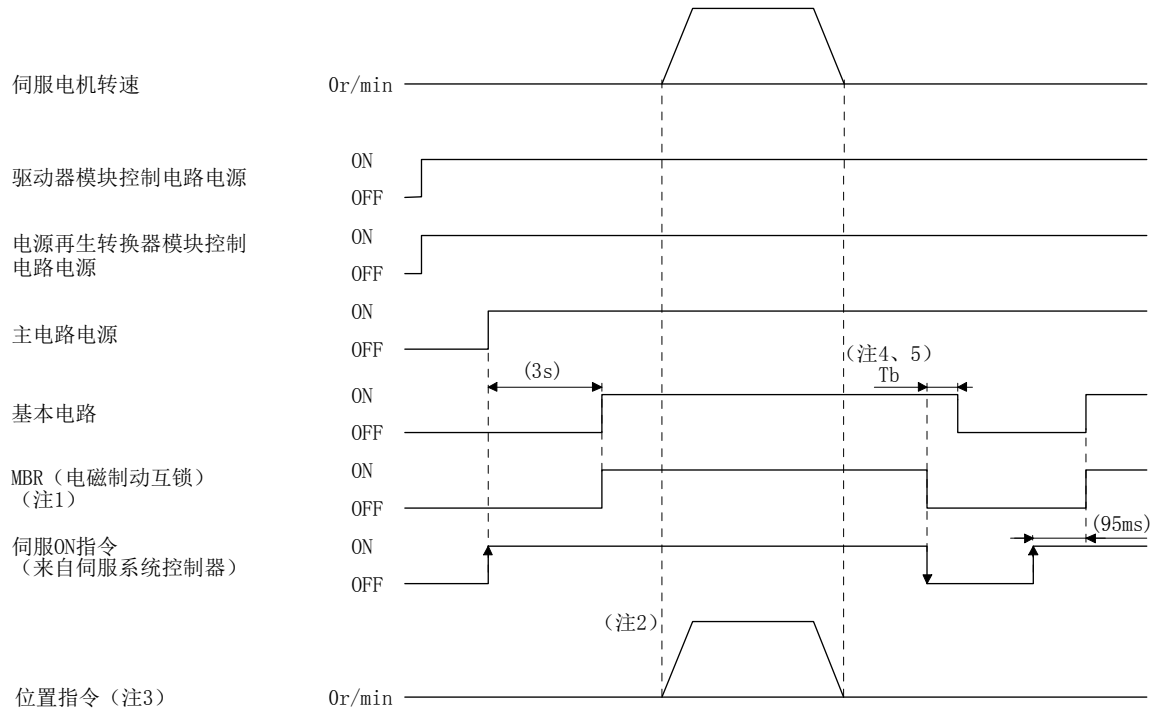 伺服电机转速
0r/min
驱动器模块控制电路电源
ON
OFF
电源再生转换器模块控制
电路电源
ON
OFF
主电路电源
ON
OFF
(3s)
(注4、5)
Tb
基本电路
ON
OFF
MBR（电磁制动互锁）
（注1）
ON
OFF
(95ms)
伺服ON指令
（来自伺服系统控制器）
ON
OFF
（注2）
位置指令（注3）
0r/min